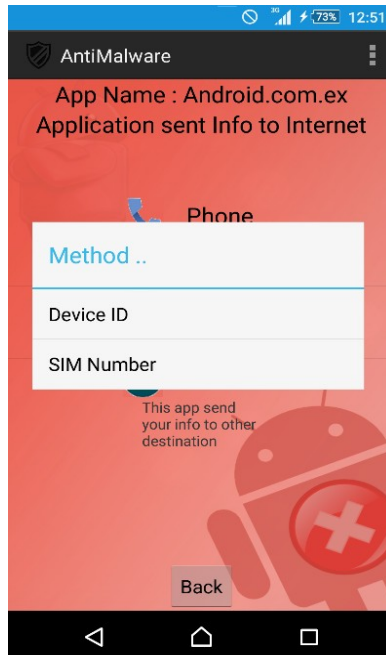 3G 73% 12:51
AntiMalware
App Name : Android.com.ex
Application sent Info to Internet
Phone
Method ..
Device ID
SIM Number
This app send
your info to other
destination
Back